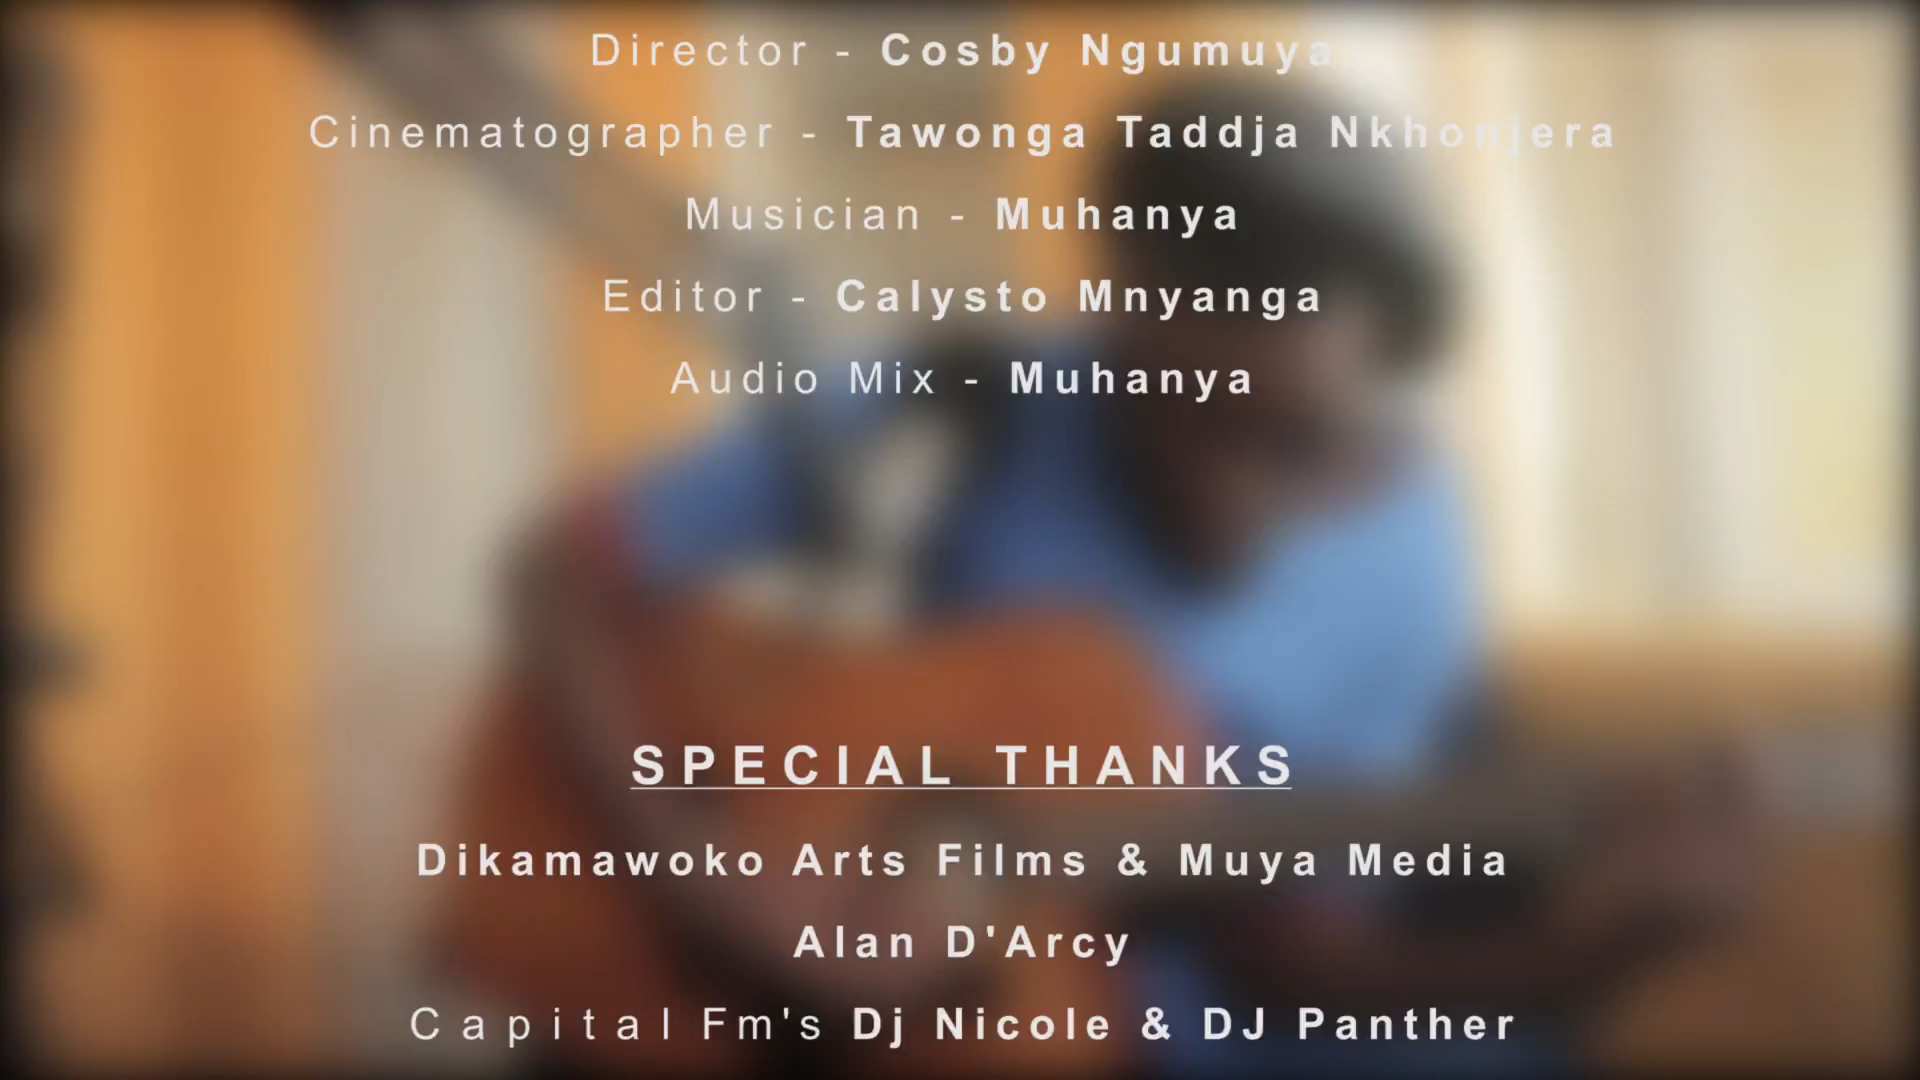 Director - Cosby Ngumuya
Cinematographer - Tawonga Taddja Nkhonjera
Musician - Muhanya
Editor - Calysto Mnyanga
Audio Mix - Muhanya
SPECIAL THANKS
Dikamawoko Arts Films & Muya Media
Alan D'Arcy
Capital Fm's Dj Nicole & DJ Panther